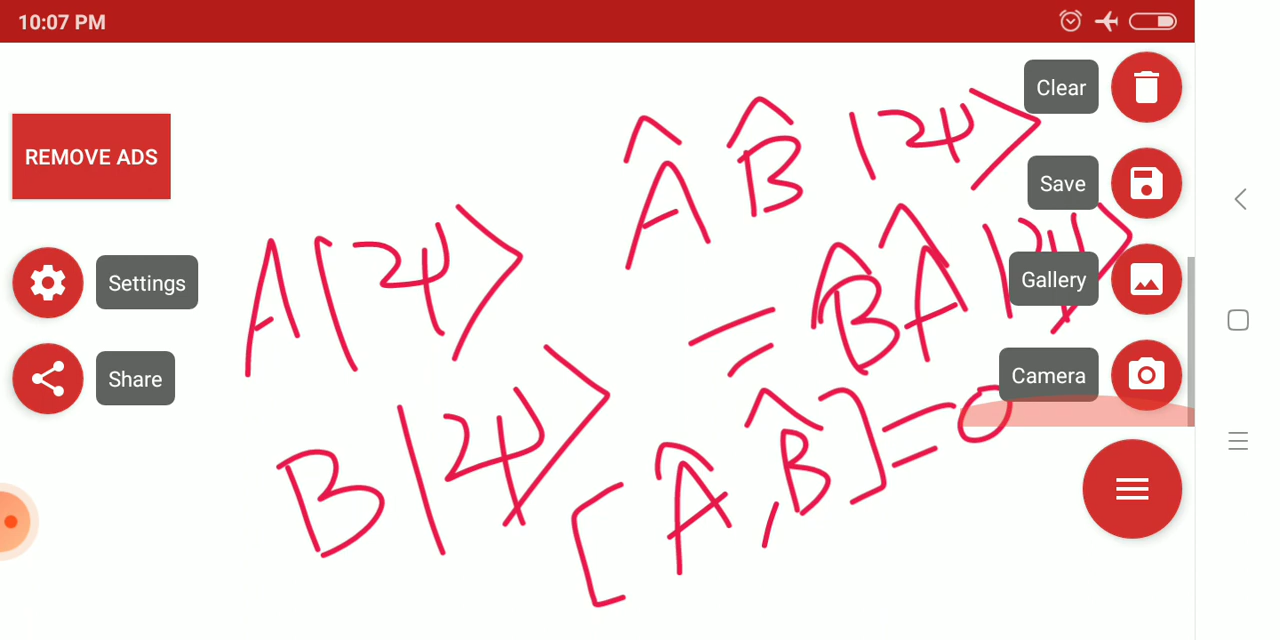 10:07 PM
Clear
REMOVE ADS
Save
Settings
Gallery
Share
Camera
ÂB̂|ψ⟩
A|ψ⟩
= B̂Â|ψ⟩
B|ψ⟩
[Â,B̂]=0